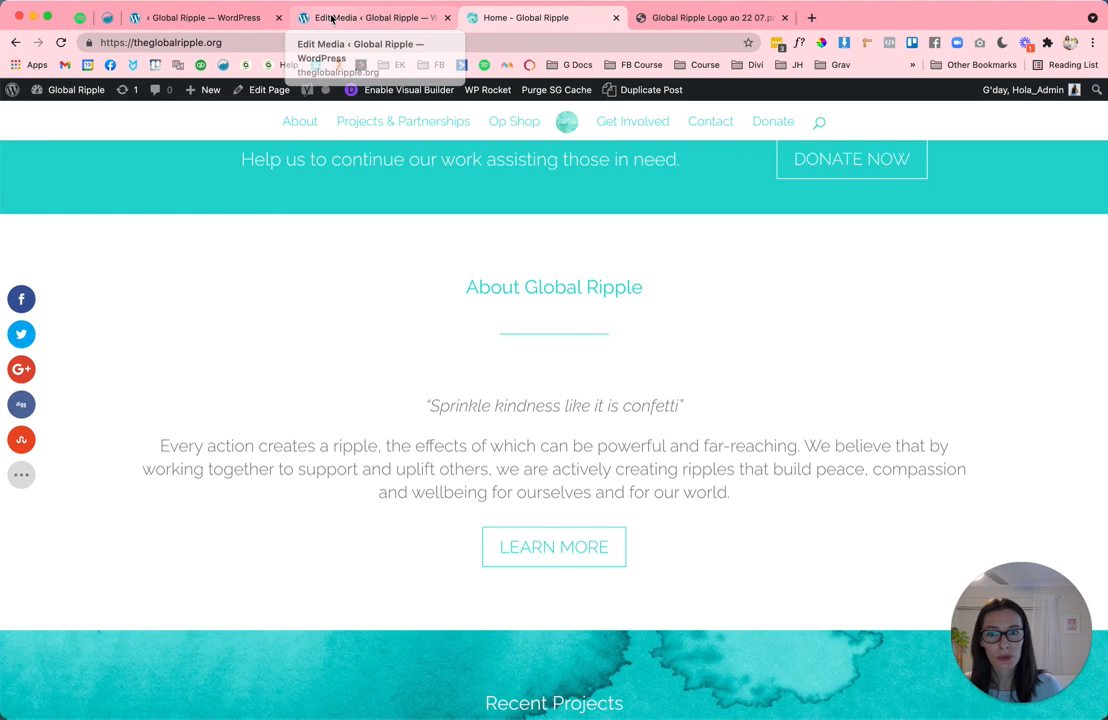 ‹ Global Ripple — WordPress
Edit Media ‹ Global Ripple — W
Home - Global Ripple
Global Ripple Logo ao 22 07.p
https://theglobalripple.org
Edit Media ‹ Global Ripple —
WordPress
theglobalripple.org
Apps
Help
EK
FB
G Docs
FB Course
Course
Divi
JH
Grav
»
Other Bookmarks
Reading List
Global Ripple
1
0
New
Edit Page
Enable Visual Builder
WP Rocket
Purge SG Cache
Duplicate Post
G'day, Hola_Admin
About
Projects & Partnerships
Op Shop
Get Involved
Contact
Donate
Help us to continue our work assisting those in need.
DONATE NOW
About Global Ripple
“Sprinkle kindness like it is confetti”
Every action creates a ripple, the effects of which can be powerful and far-reaching. We believe that by
working together to support and uplift others, we are actively creating ripples that build peace, compassion
and wellbeing for ourselves and for our world.
LEARN MORE
Recent Projects